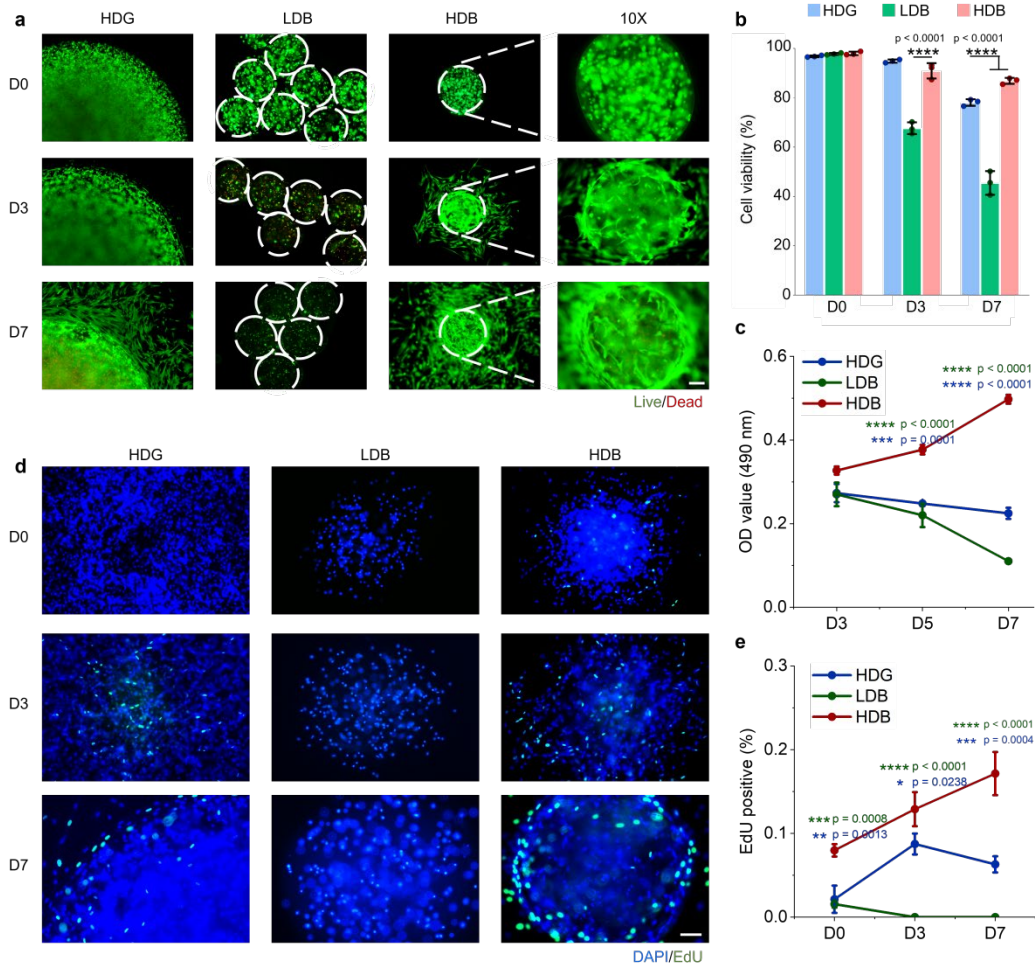 a
HDG LDB HDB 10X
D0
D3
D7
Live/Dead
b
HDG LDB HDB
Cell viability (%)
100
80
60
40
20
0
p < 0.0001 p < 0.0001
**** ****
D0 D3 D7
c
OD value (490 nm)
0.6
0.4
0.2
0.0
HDG
LDB
HDB
**** p < 0.0001
**** p < 0.0001
**** p < 0.0001
*** p = 0.0001
D3 D5 D7
d
HDG LDB HDB
D0
D3
D7
DAPI/EdU
e
EdU positive (%)
0.3
0.2
0.1
0.0
HDG
LDB
HDB
**** p < 0.0001
*** p = 0.0004
**** p < 0.0001
* p = 0.0238
*** p = 0.0008
** p = 0.0013
D0 D3 D7